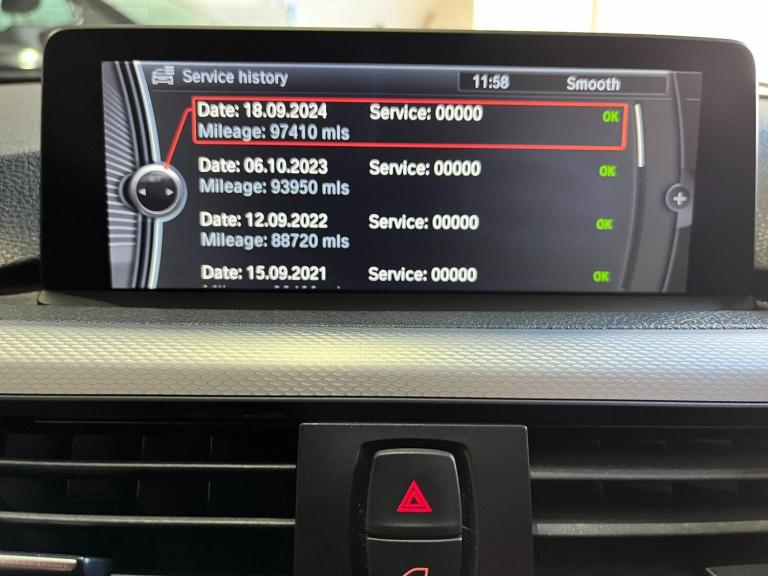 Service history
11:58
Smooth
Date: 18.09.2024 Service: 00000 OK
Mileage: 97410 mls
Date: 06.10.2023 Service: 00000 OK
Mileage: 93950 mls
Date: 12.09.2022 Service: 00000 OK
Mileage: 88720 mls
Date: 15.09.2021 Service: 00000 OK